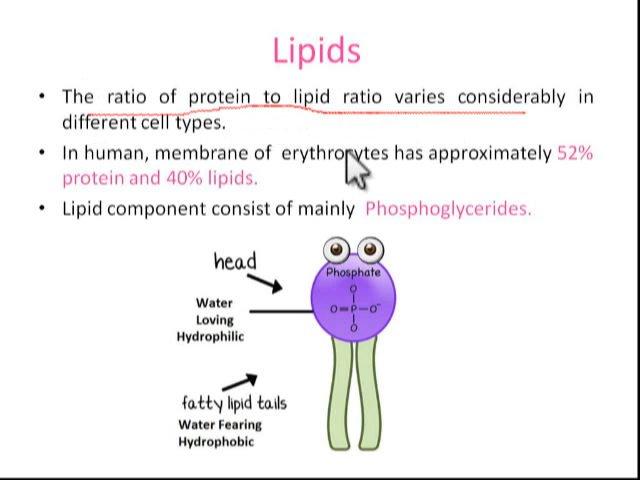 Lipids
• The ratio of protein to lipid ratio varies considerably in
different cell types.
• In human, membrane of erythrocytes has approximately 52%
protein and 40% lipids.
• Lipid component consist of mainly Phosphoglycerides.
head
Phosphate
O
O=P–O⁻
O
Water
Loving
Hydrophilic
fatty lipid tails
Water Fearing
Hydrophobic